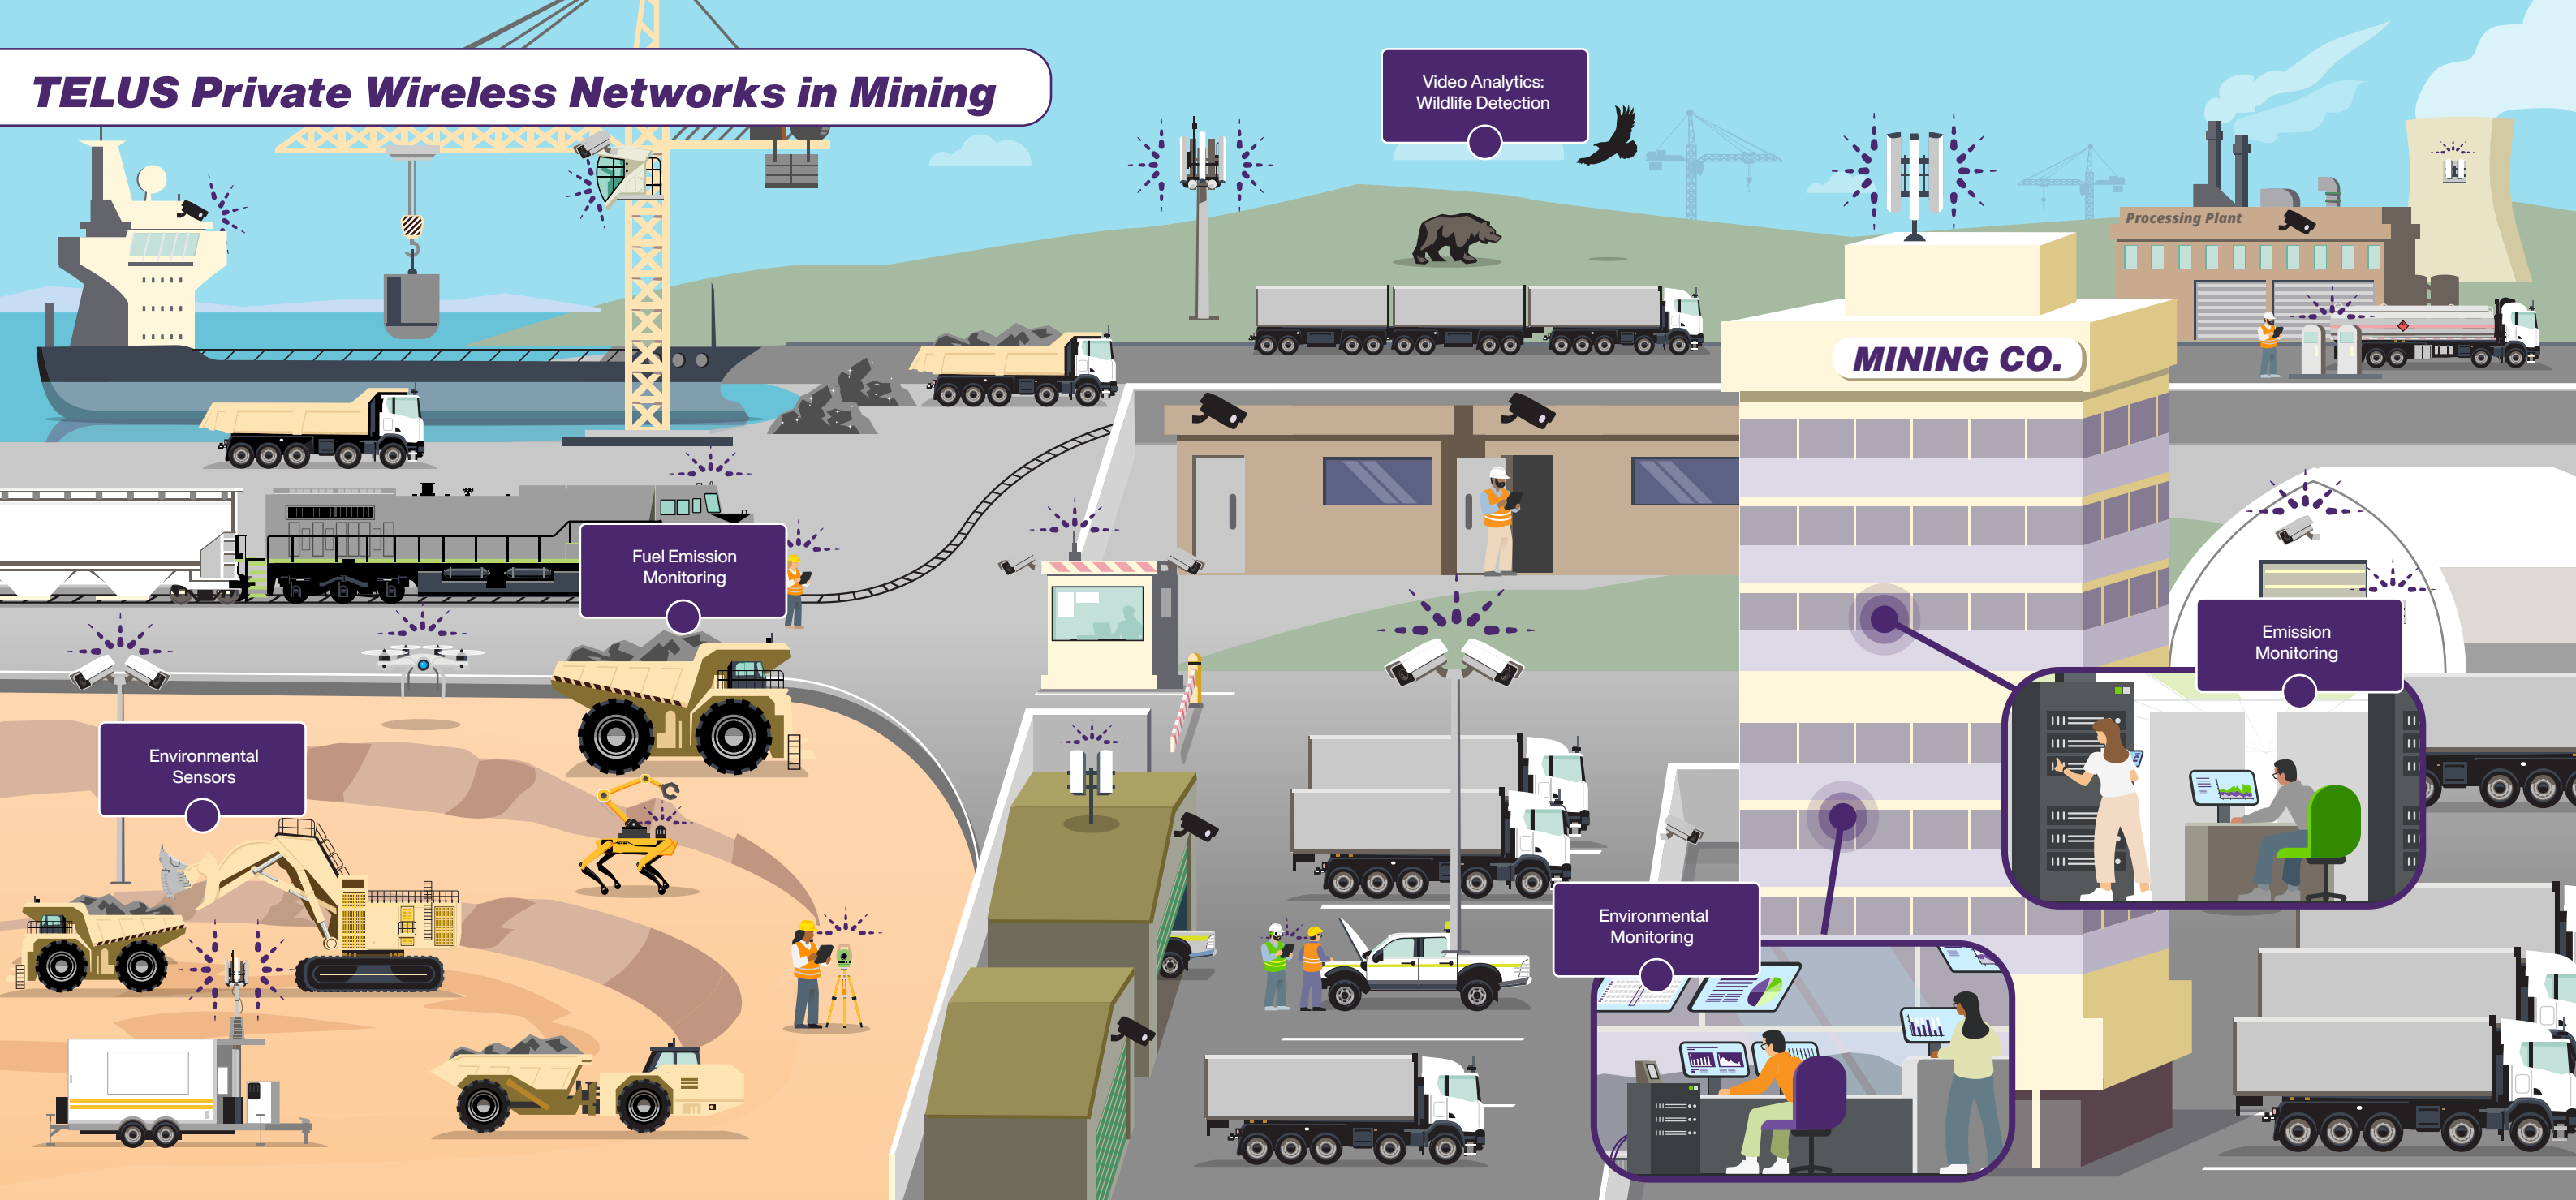 TELUS Private Wireless Networks in Mining
Video Analytics:
Wildlife Detection
Processing Plant
MINING CO.
Fuel Emission
Monitoring
Emission
Monitoring
Environmental
Sensors
Environmental
Monitoring